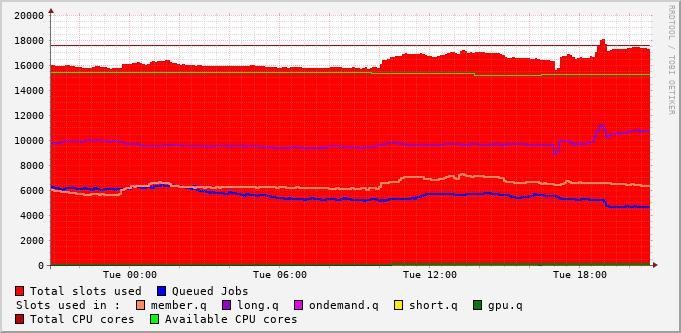 20000
18000
16000
14000
12000
10000
8000
6000
4000
2000
0
Tue 00:00 Tue 06:00 Tue 12:00 Tue 18:00
RRDTOOL / TOBI OETIKER
Total slots used Queued Jobs
Slots used in : member.q long.q ondemand.q short.q gpu.q
Total CPU cores Available CPU cores